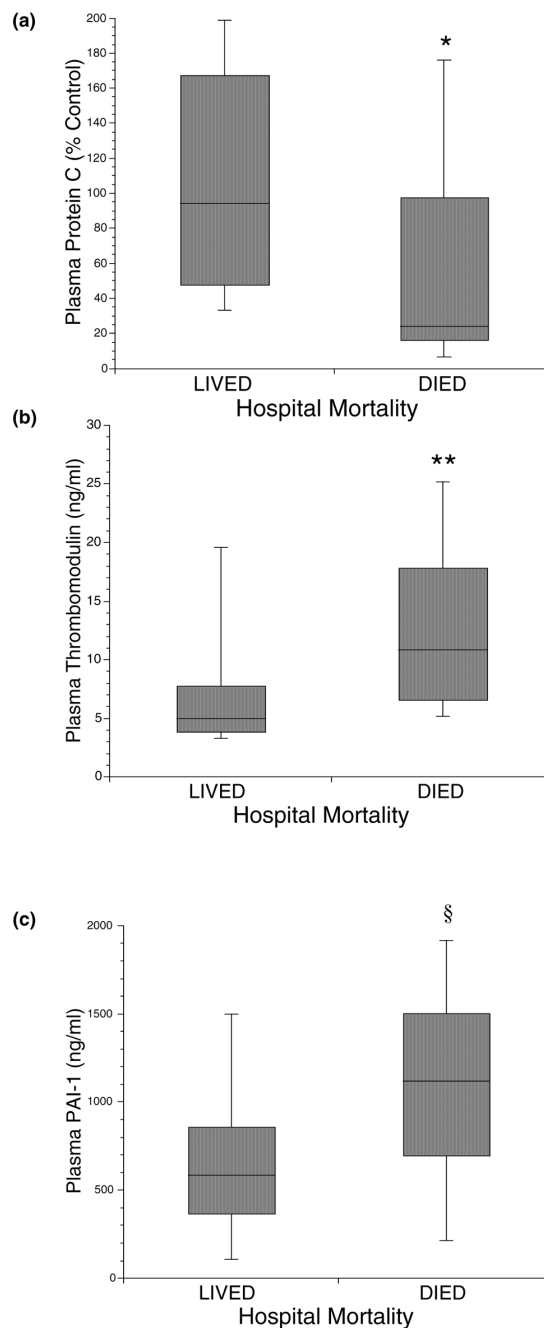 (a)
Plasma Protein C (% Control)
200
180
160
140
120
100
80
60
40
20
0
*
LIVED DIED
Hospital Mortality
(b)
Plasma Thrombomodulin (ng/ml)
30
25
20
15
10
5
0
**
LIVED DIED
Hospital Mortality
(c)
Plasma PAI-1 (ng/ml)
2000
1500
1000
500
0
§
LIVED DIED
Hospital Mortality